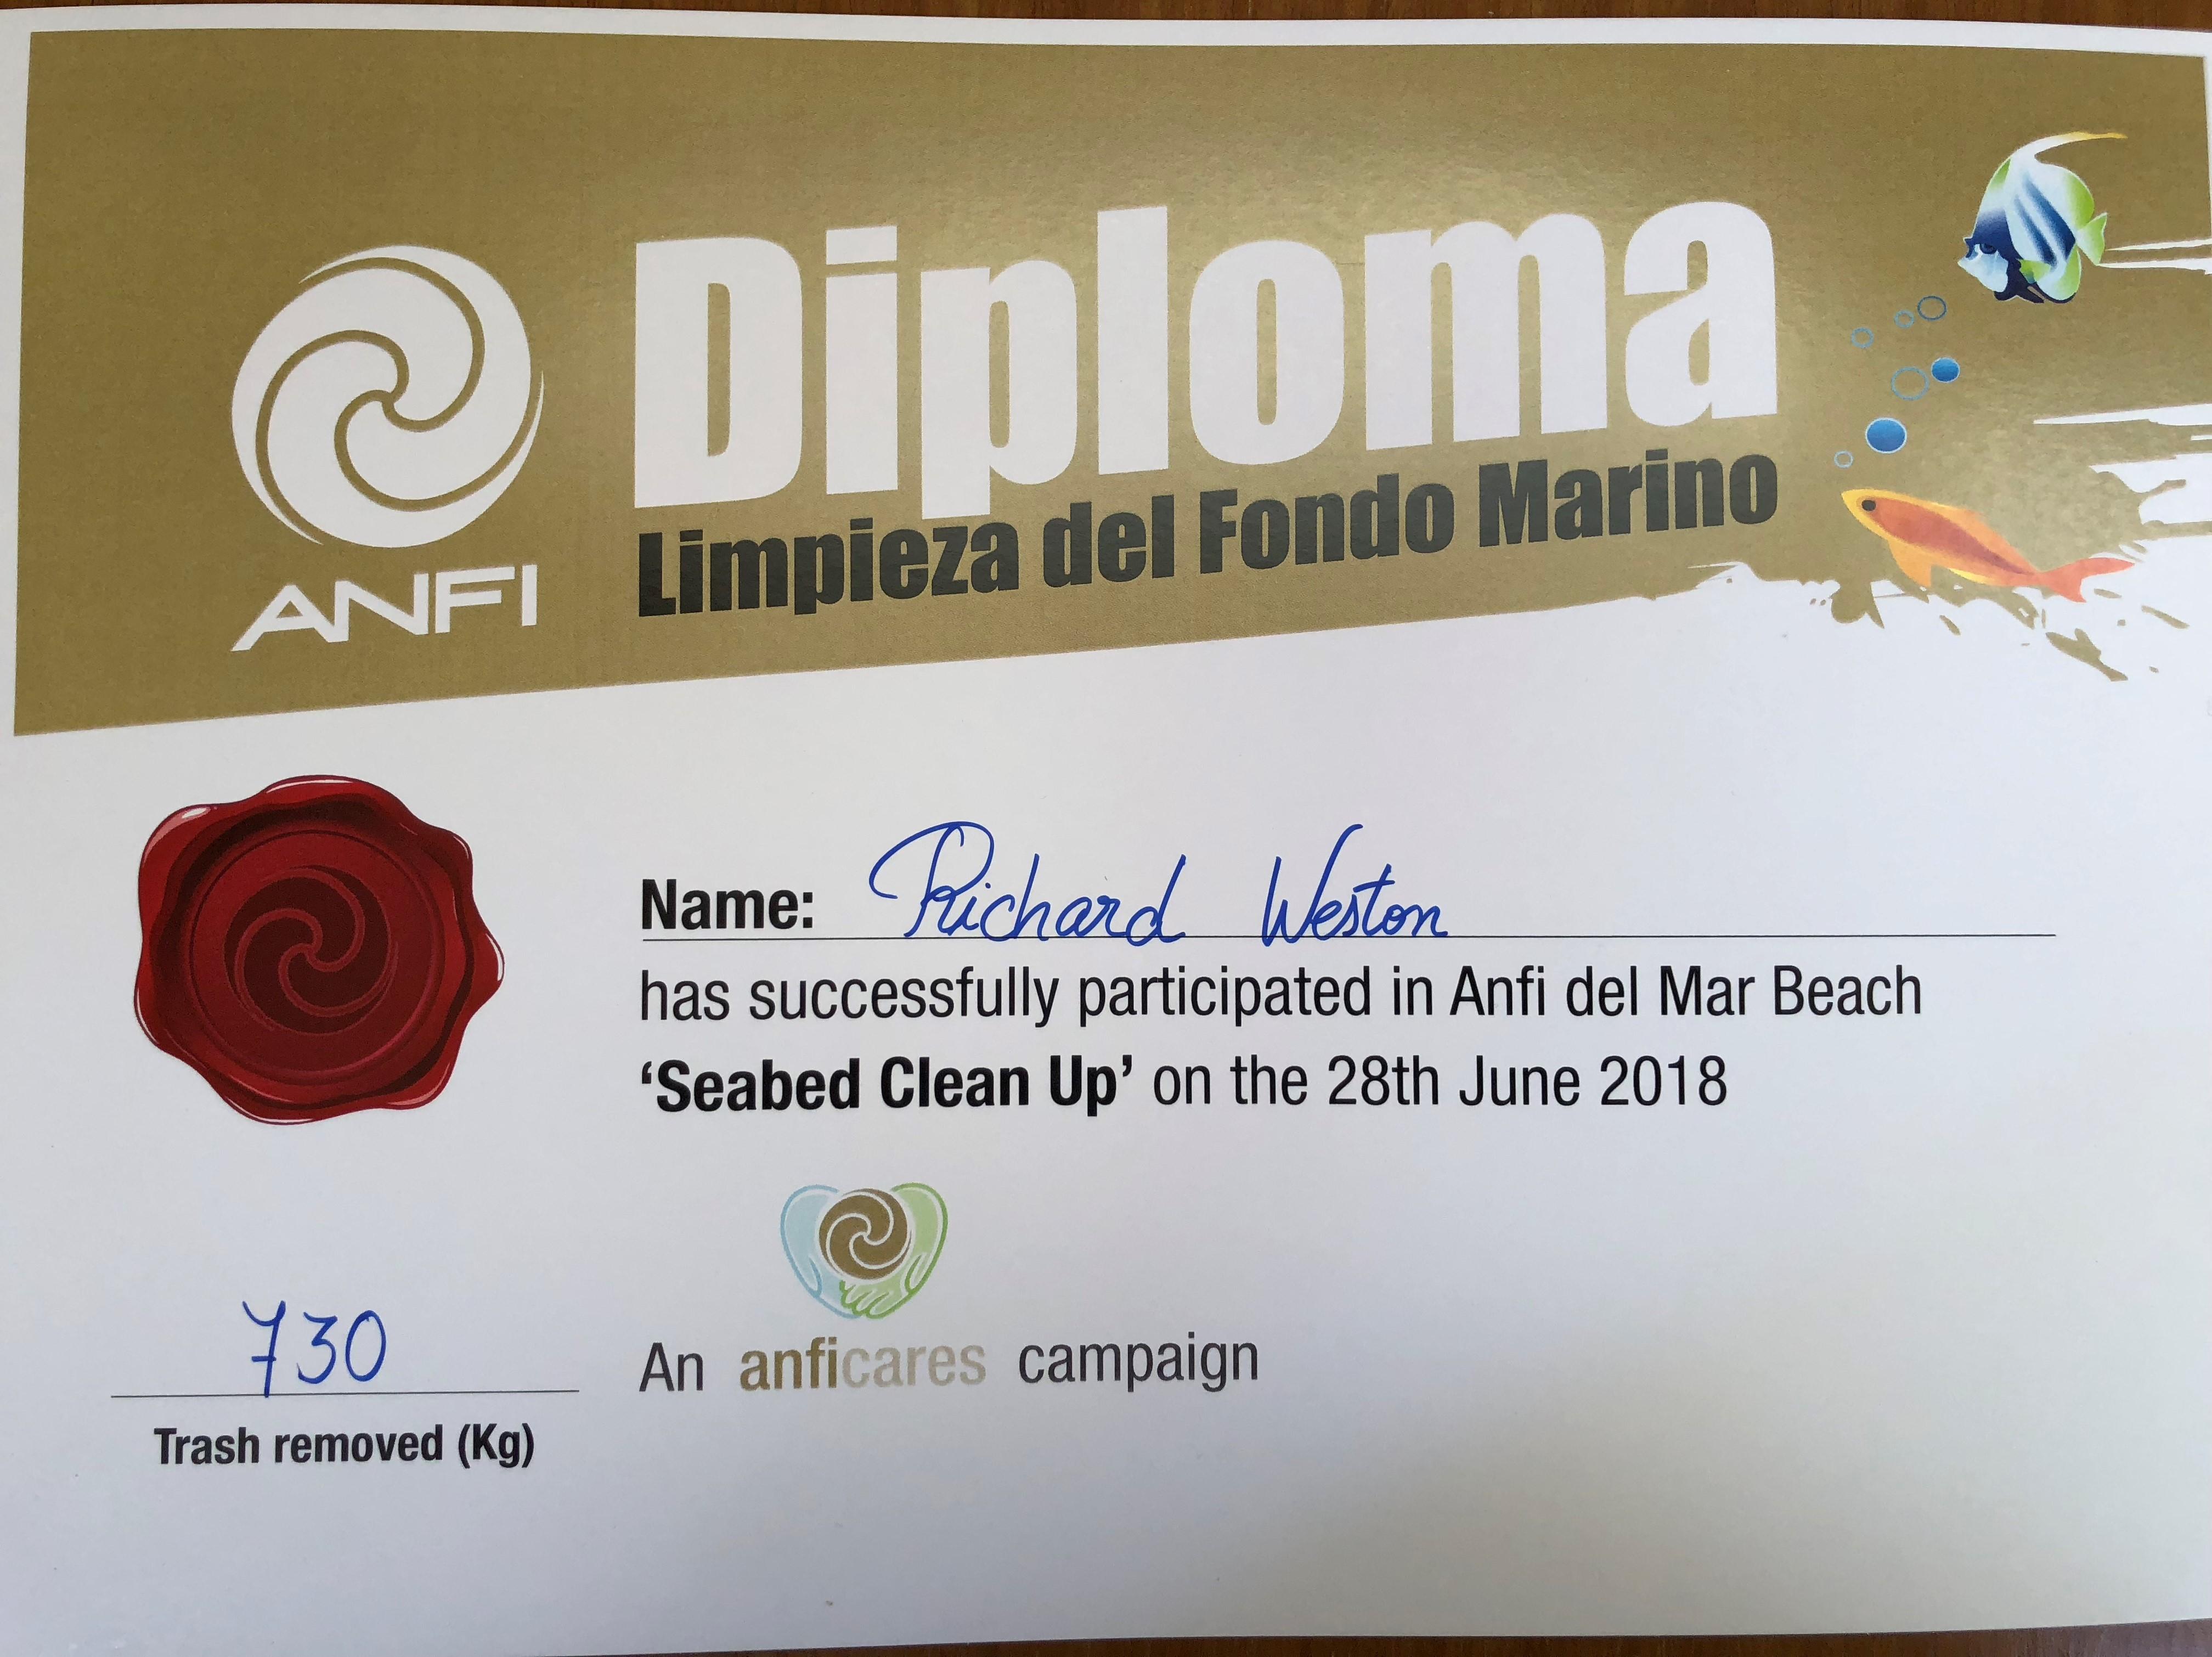 Diploma
Limpieza del Fondo Marino
ANFI
Name: Richard Weston
has successfully participated in Anfi del Mar Beach
‘Seabed Clean Up’ on the 28th June 2018
730
Trash removed (Kg)
An anficares campaign